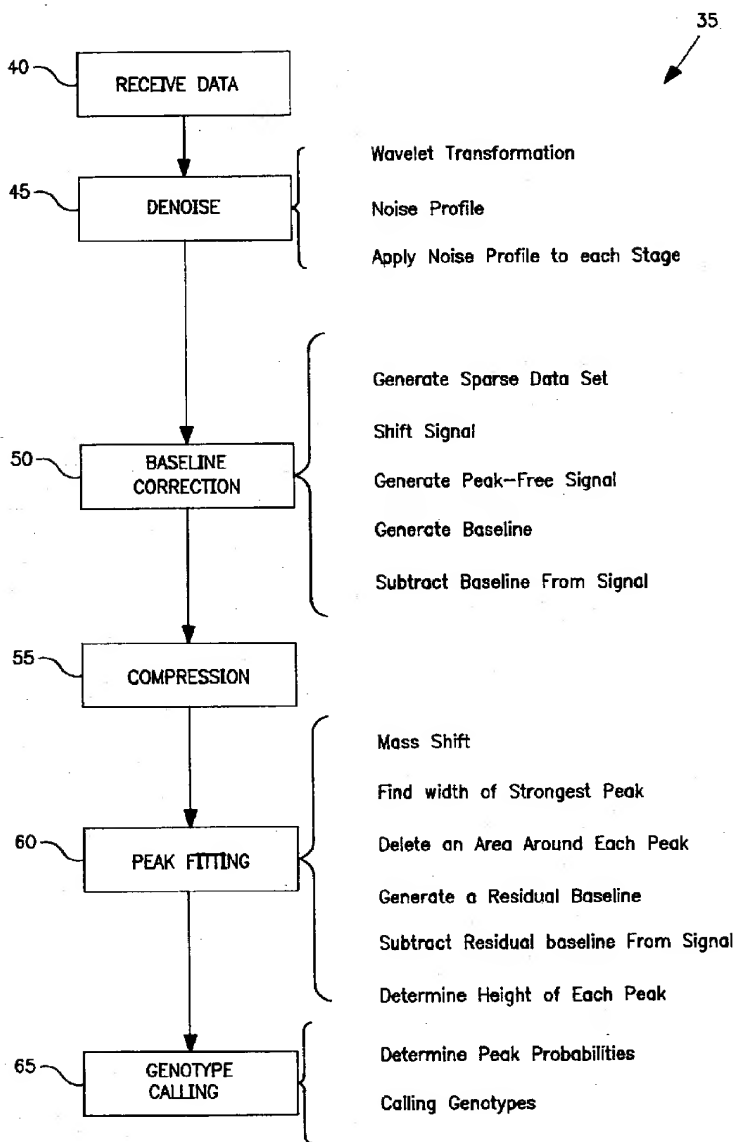 35
40
RECEIVE DATA
Wavelet Transformation
45
DENOISE
Noise Profile
Apply Noise Profile to each Stage
Generate Sparse Data Set
Shift Signal
50
BASELINE
CORRECTION
Generate Peak-Free Signal
Generate Baseline
Subtract Baseline From Signal
55
COMPRESSION
Mass Shift
Find width of Strongest Peak
60
PEAK FITTING
Delete an Area Around Each Peak
Generate a Residual Baseline
Subtract Residual baseline From Signal
Determine Height of Each Peak
65
GENOTYPE
CALLING
Determine Peak Probabilities
Calling Genotypes